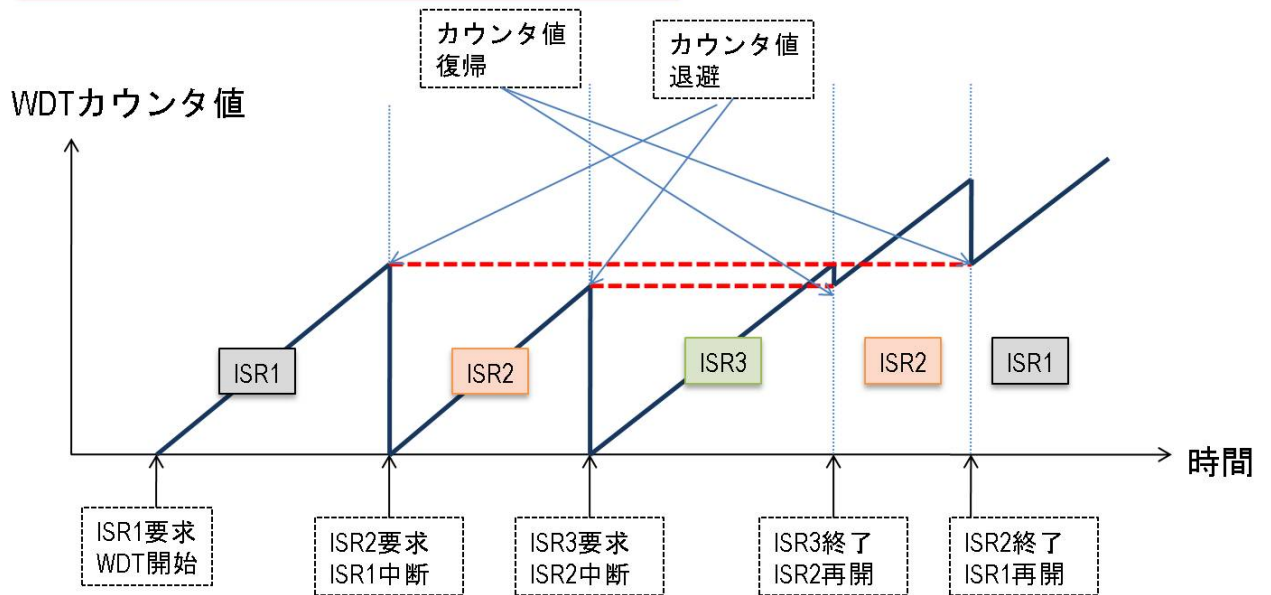 カウンタ値
復帰
カウンタ値
退避
WDTカウンタ値
ISR1
ISR2
ISR3
ISR2
ISR1
時間
ISR1要求
WDT開始
ISR2要求
ISR1中断
ISR3要求
ISR2中断
ISR3終了
ISR2再開
ISR2終了
ISR1再開